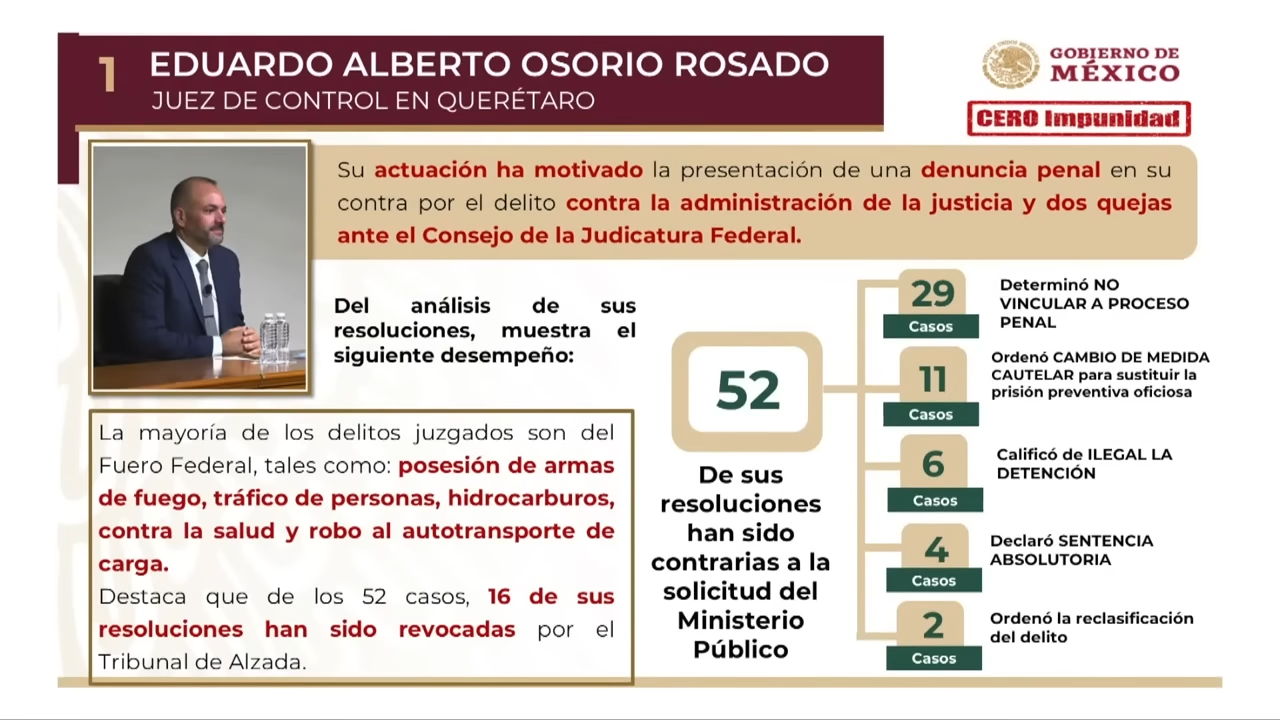 1
EDUARDO ALBERTO OSORIO ROSADO
JUEZ DE CONTROL EN QUERÉTARO
GOBIERNO DE
MÉXICO
CERO Impunidad
Su actuación ha motivado la presentación de una denuncia penal en su
contra por el delito contra la administración de la justicia y dos quejas
ante el Consejo de la Judicatura Federal.
Del análisis de sus
resoluciones, muestra el
siguiente desempeño:
La mayoría de los delitos juzgados son del
Fuero Federal, tales como: posesión de armas
de fuego, tráfico de personas, hidrocarburos,
contra la salud y robo al autotransporte de
carga.
Destaca que de los 52 casos, 16 de sus
resoluciones han sido revocadas por el
Tribunal de Alzada.
52
De sus
resoluciones
han sido
contrarias a la
solicitud del
Ministerio
Público
29
Casos
Determinó NO
VINCULAR A PROCESO
PENAL
11
Casos
Ordenó CAMBIO DE MEDIDA
CAUTELAR para sustituir la
prisión preventiva oficiosa
6
Casos
Calificó de ILEGAL LA
DETENCIÓN
4
Casos
Declaró SENTENCIA
ABSOLUTORIA
2
Casos
Ordenó la reclasificación
del delito